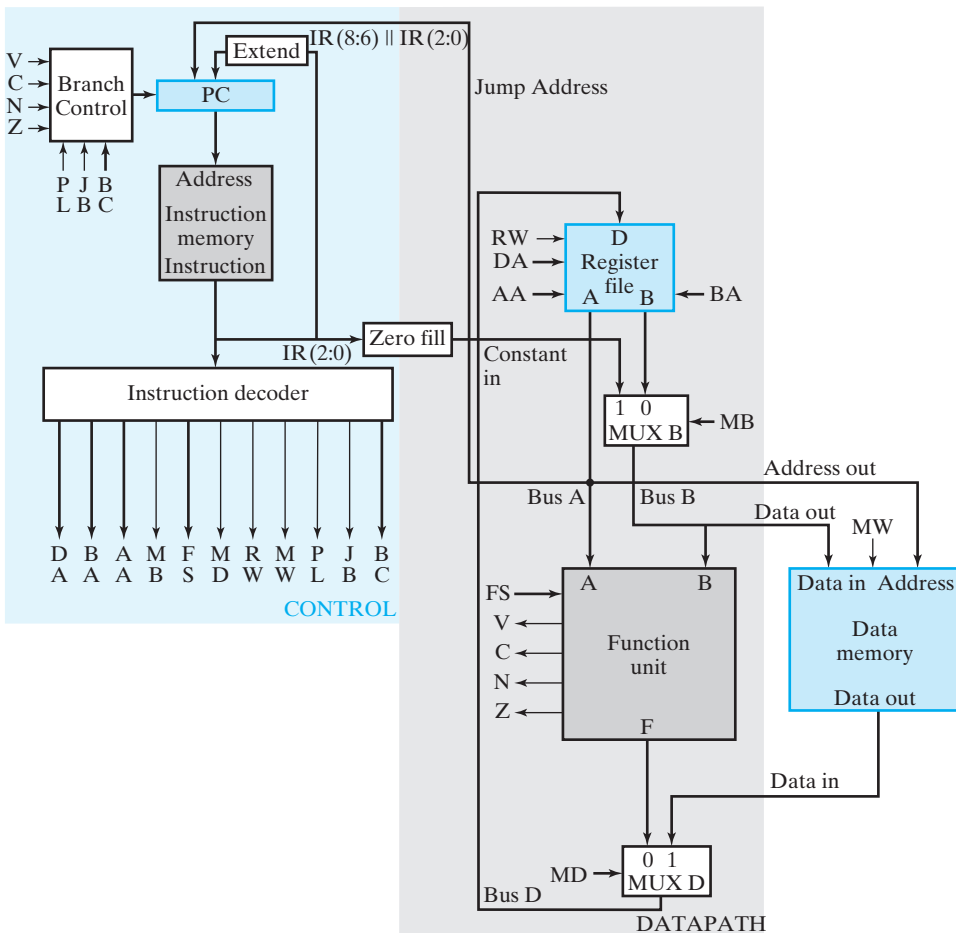 IR(8:6) || IR(2:0)
Extend
V
C
N
Z
Branch
Control
PC
Jump Address
P
L
J
B
B
C
Address
Instruction
memory
Instruction
RW
DA
AA
D
Register
file
A B
BA
IR(2:0)
Zero fill
Constant
in
Instruction decoder
1 0
MUX B
MB
Address out
Bus A
Bus B
Data out
MW
D
A
B
A
A
A
M
B
F
S
M
D
R
W
M
W
P
L
J
B
B
C
CONTROL
FS
V
C
N
Z
A
B
Function
unit
F
Data in Address
Data
memory
Data out
Data in
MD
0 1
MUX D
Bus D
DATAPATH